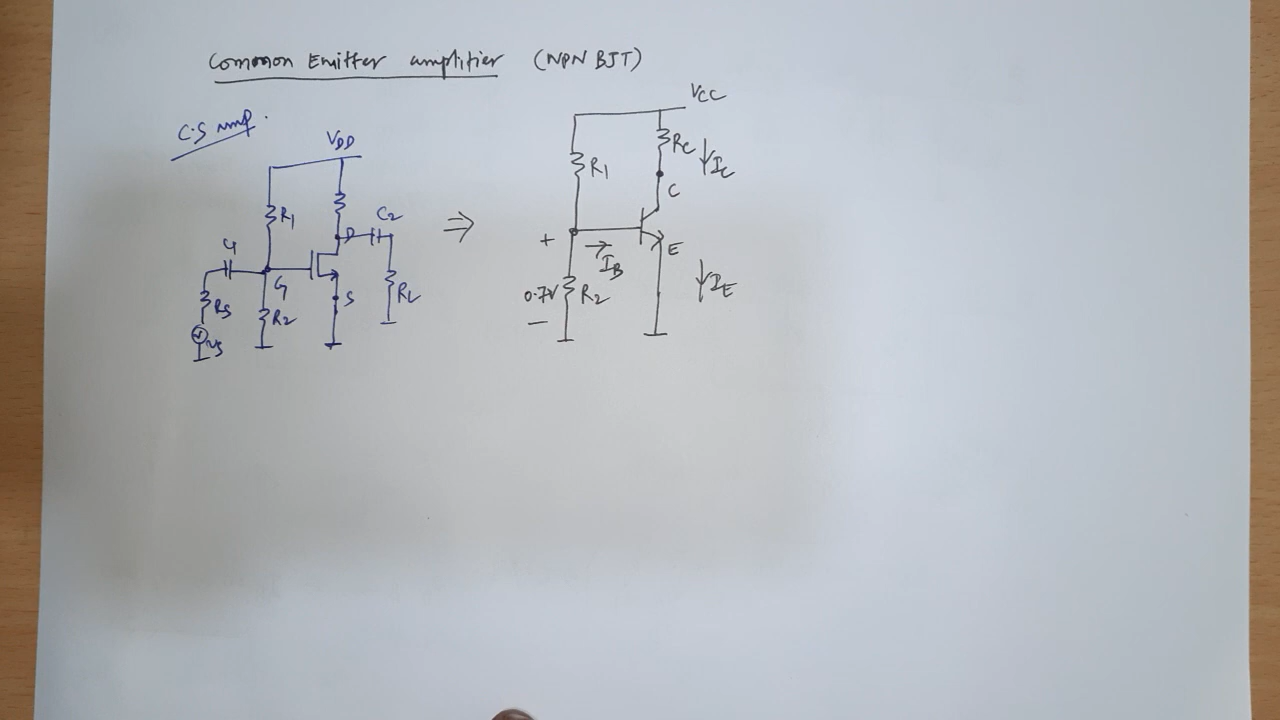 Common Emitter amplifier (NPN BJT)
C.S amp.
VDD
R1
C2
D
C1
G
S
RS
R2
RL
vs
⇒
VCC
RC
IC
R1
C
+
IB
E
0.7V
R2
IE
−